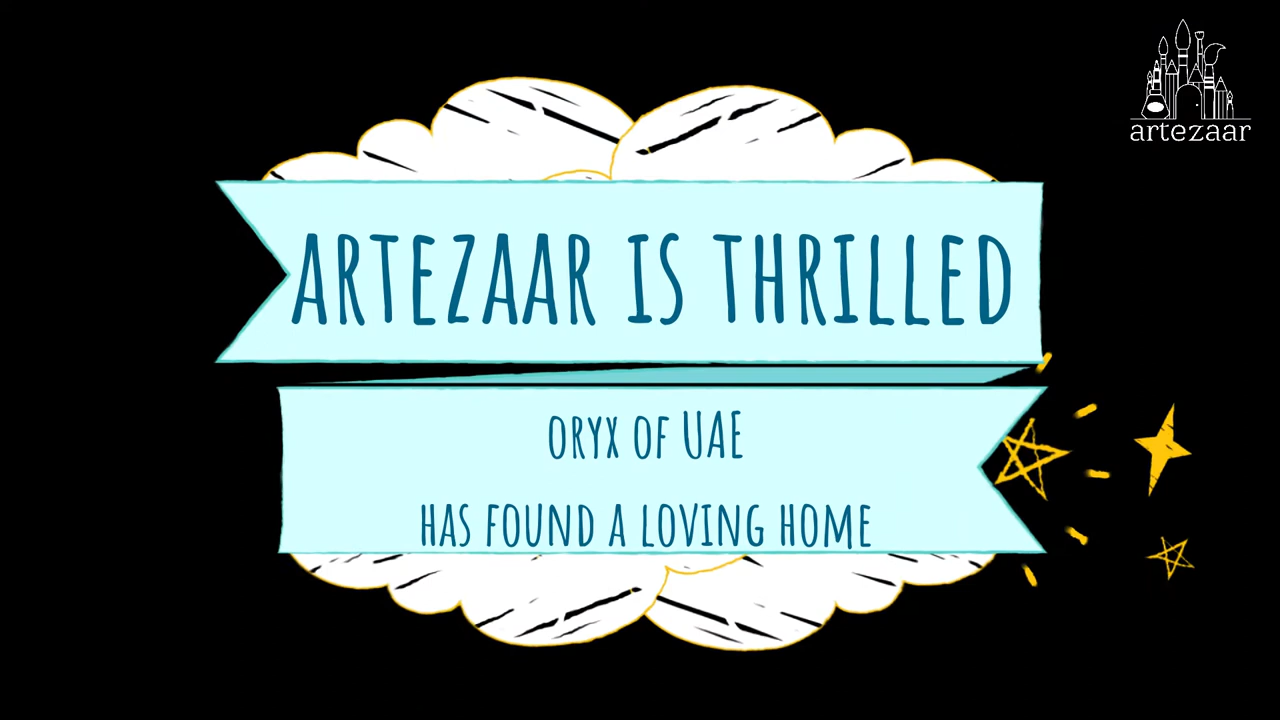 artezaar
ARTEZAAR IS THRILLED
ORYX OF UAE
HAS FOUND A LOVING HOME